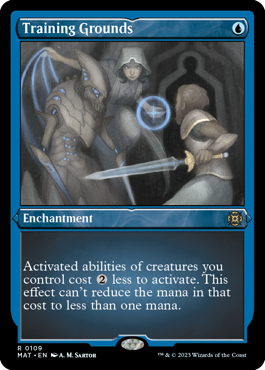 Training Grounds
Enchantment
Activated abilities of creatures you
control cost 2 less to activate. This
effect can't reduce the mana in that
cost to less than one mana.
R 0109
MAT • EN A. M. Sartor
™ & © 2023 Wizards of the Coast